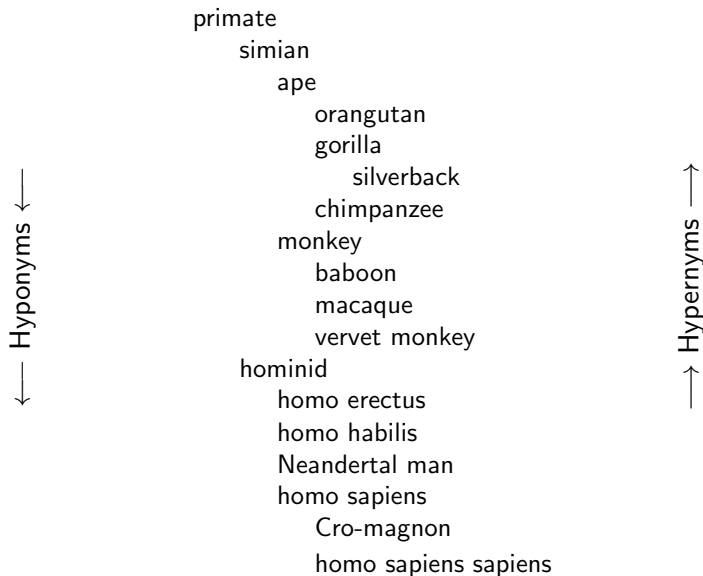 primate
simian
ape
orangutan
gorilla
silverback
chimpanzee
monkey
baboon
macaque
vervet monkey
hominid
homo erectus
homo habilis
Neandertal man
homo sapiens
Cro-magnon
homo sapiens sapiens
←— Hyponyms ←—
—→ Hypernyms —→